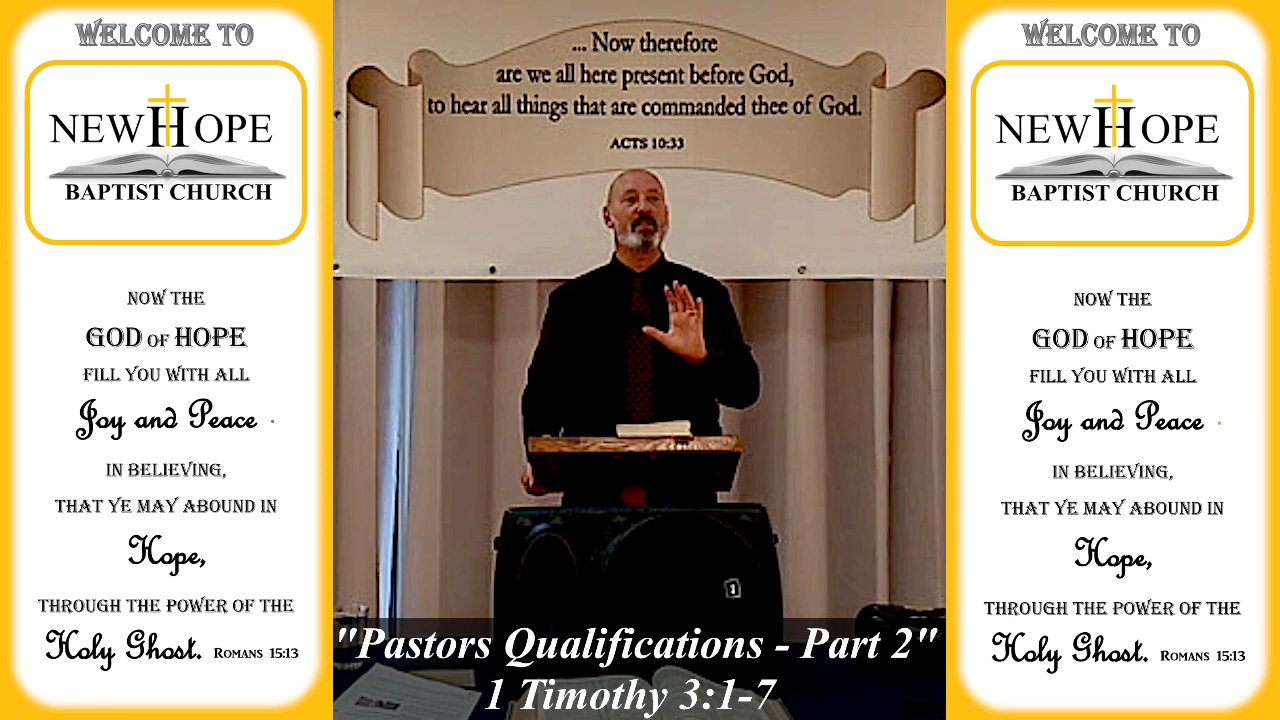 WELCOME TO
NEW HOPE
BAPTIST CHURCH
NOW THE
GOD OF HOPE
FILL YOU WITH ALL
Joy and Peace
IN BELIEVING,
THAT YE MAY ABOUND IN
Hope,
THROUGH THE POWER OF THE
Holy Ghost. ROMANS 15:13
... Now therefore
are we all here present before God,
to hear all things that are commanded thee of God.
ACTS 10:33
"Pastors Qualifications - Part 2"
1 Timothy 3:1-7
WELCOME TO
NEW HOPE
BAPTIST CHURCH
NOW THE
GOD OF HOPE
FILL YOU WITH ALL
Joy and Peace
IN BELIEVING,
THAT YE MAY ABOUND IN
Hope,
THROUGH THE POWER OF THE
Holy Ghost. ROMANS 15:13